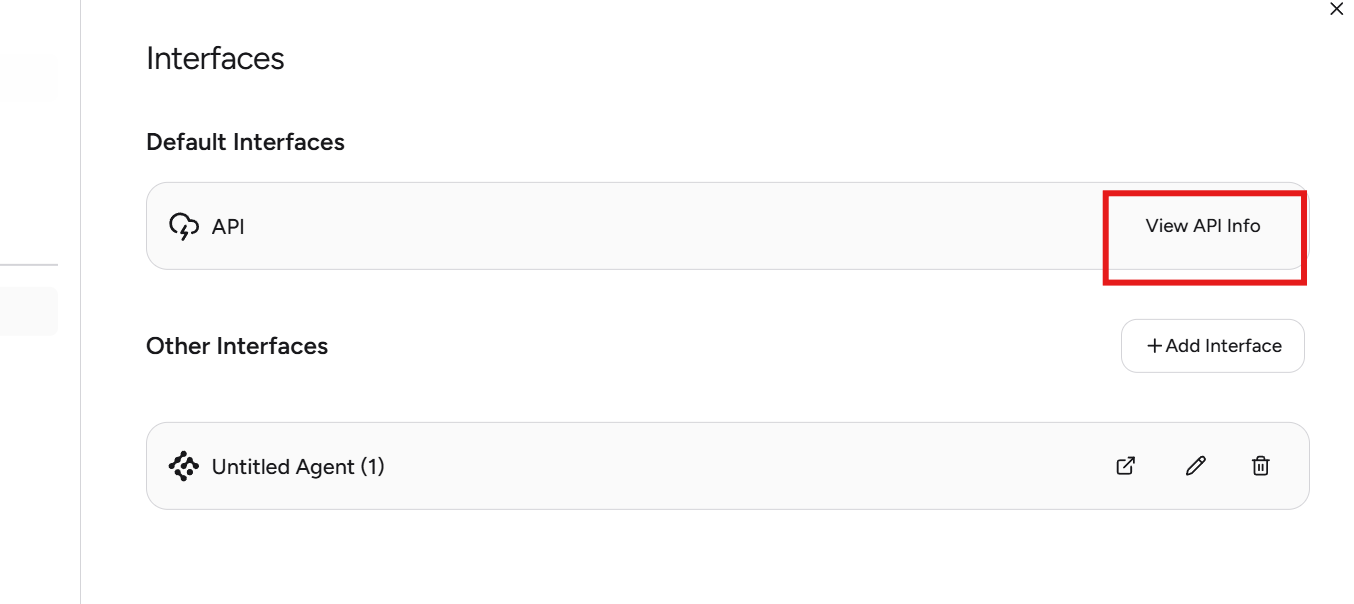 Interfaces
Default Interfaces
API
View API Info
Other Interfaces
+ Add Interface
Untitled Agent (1)